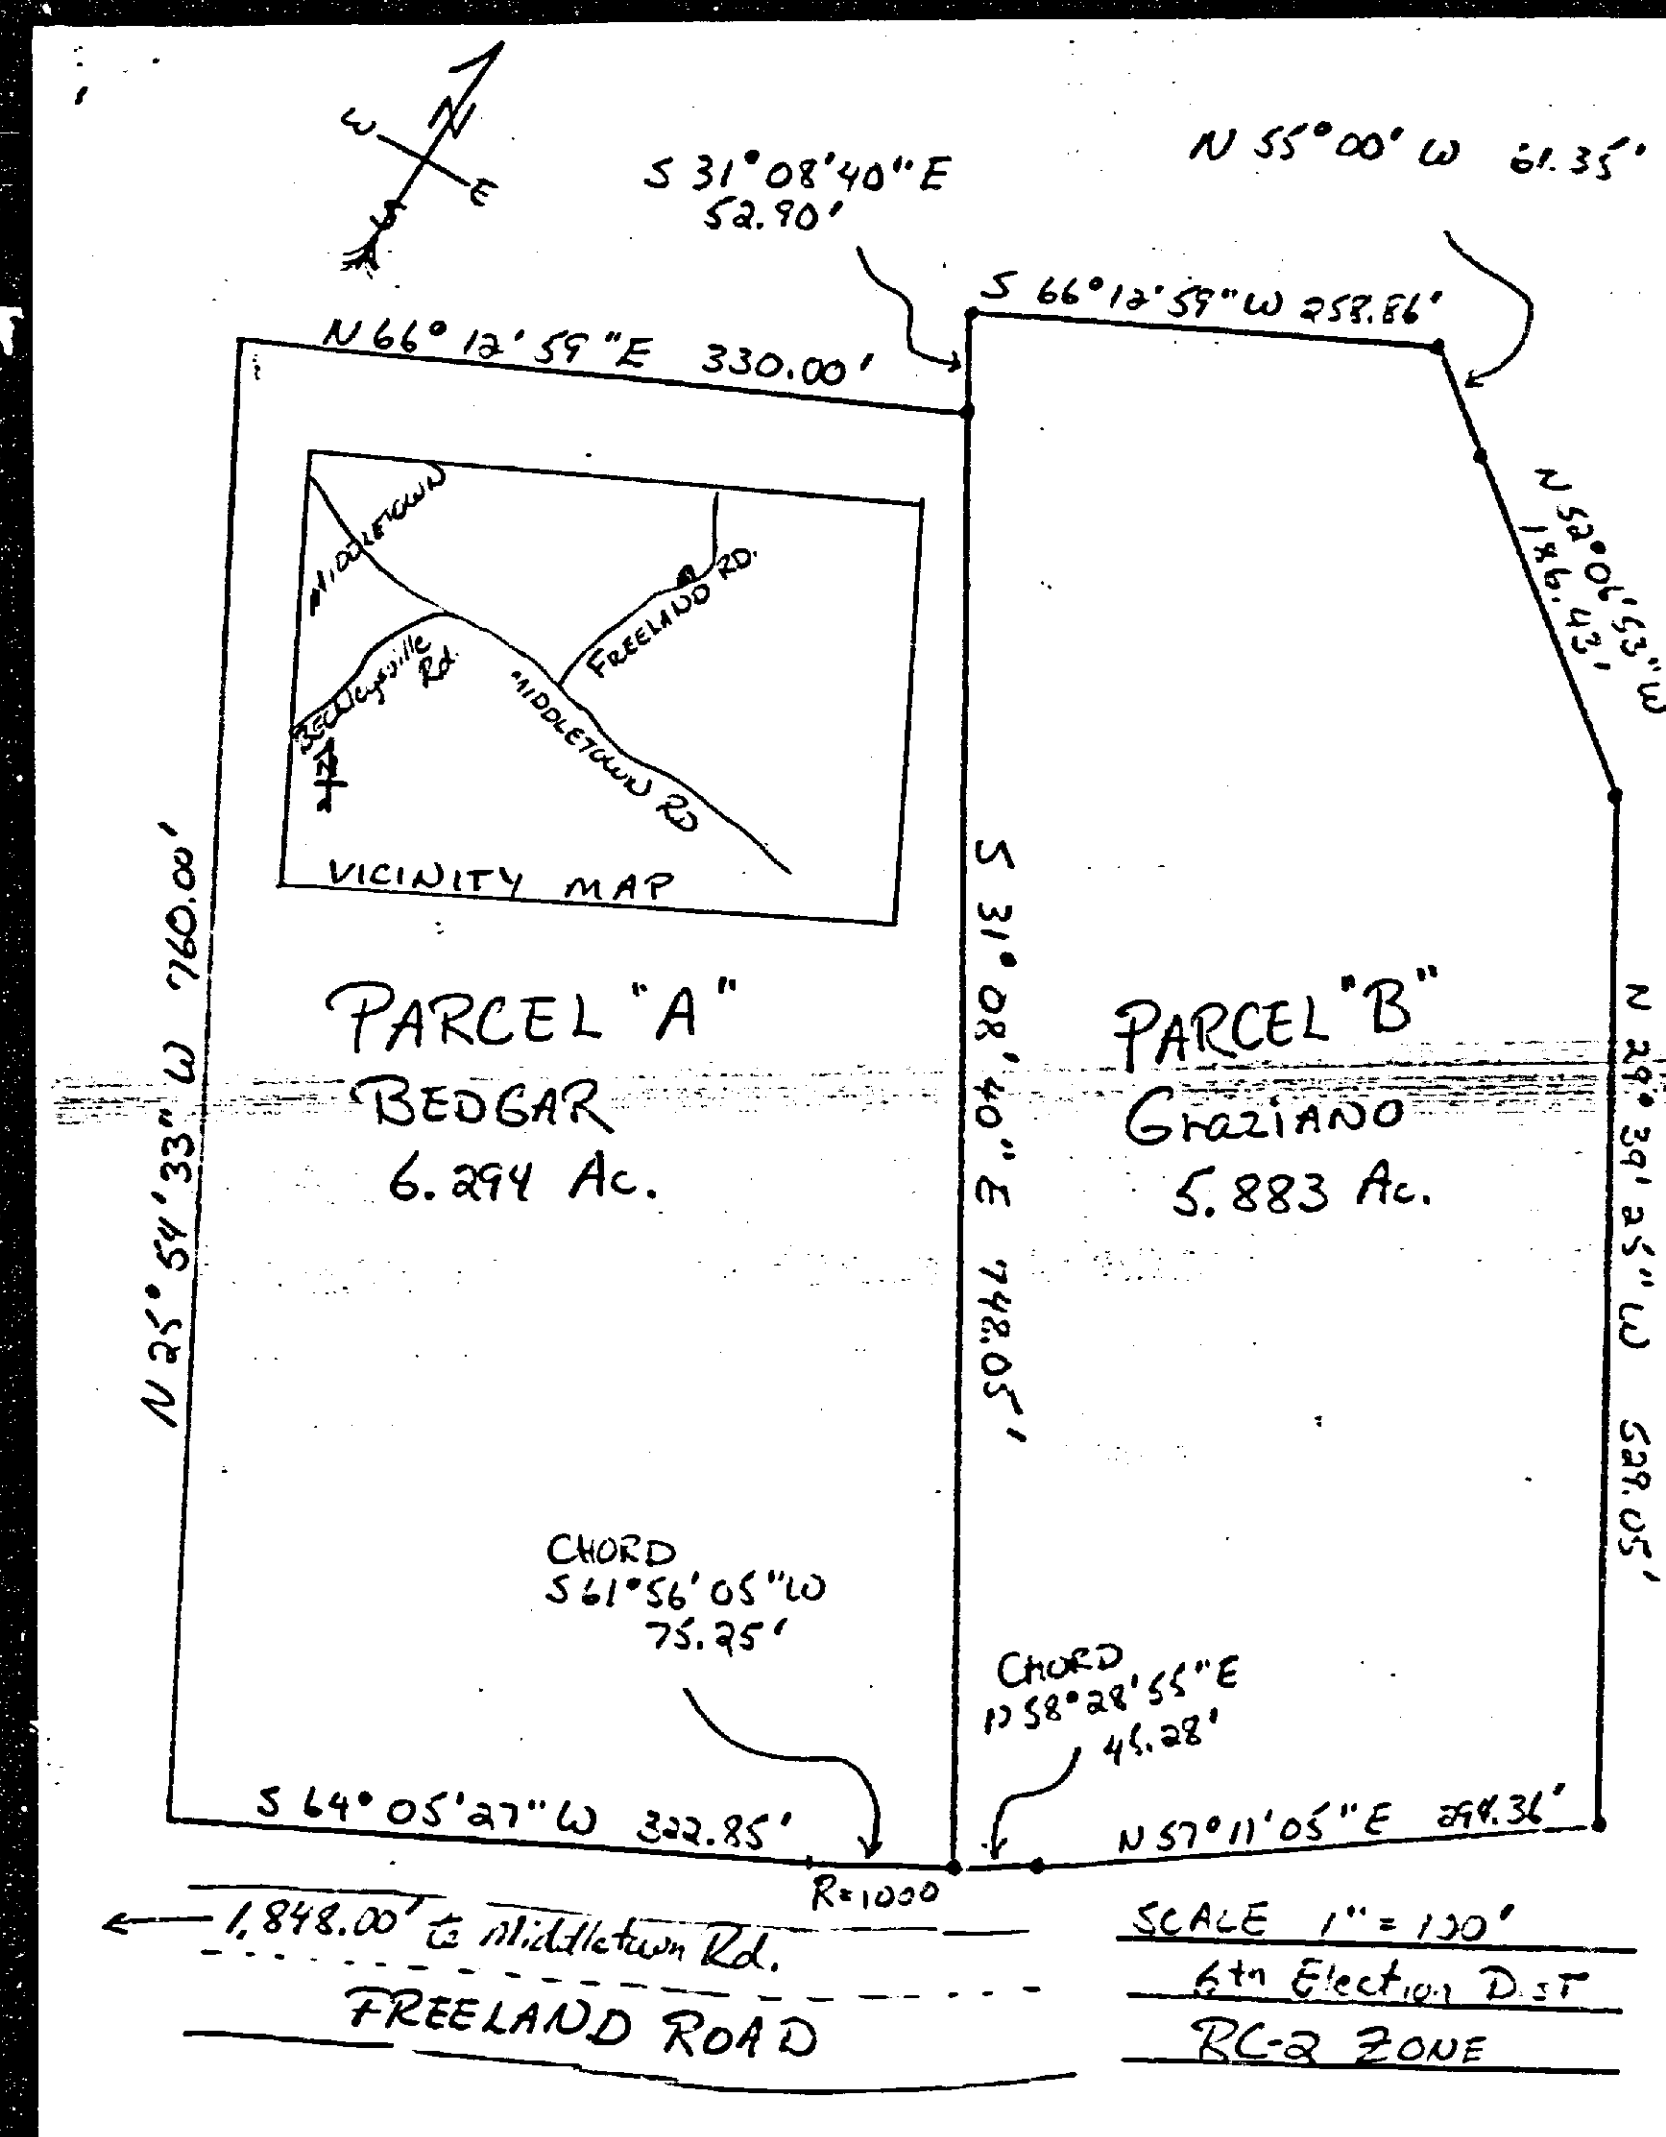 N
W
E
S
S 31° 08' 40" E
52.90'
N 55° 00' W 61.35'
S 66° 12' 59" W 258.86'
N 66° 12' 59" E 330.00'
N 52° 06' 53" W
186.43'
MIDDLETOWN
FREELAND RD.
BECKLEYSVILLE
Rd.
MIDDLETOWN RD
N
VICINITY MAP
N 25° 54' 33" W 760.00'
S 31° 08' 40" E 748.05'
N 29° 39' 25" W 529.05'
PARCEL "A"
BEDGAR
6.294 Ac.
PARCEL "B"
GraziANO
5.883 Ac.
CHORD
S 61° 56' 05" W
75.25'
CHORD
N 58° 28' 55" E
45.28'
S 64° 05' 27" W 322.85'
N 57° 11' 05" E 294.36'
R=1000
1,848.00' to Middletown Rd.
FREELAND ROAD
SCALE 1" = 100'
6th Election DIST
RC-2 ZONE